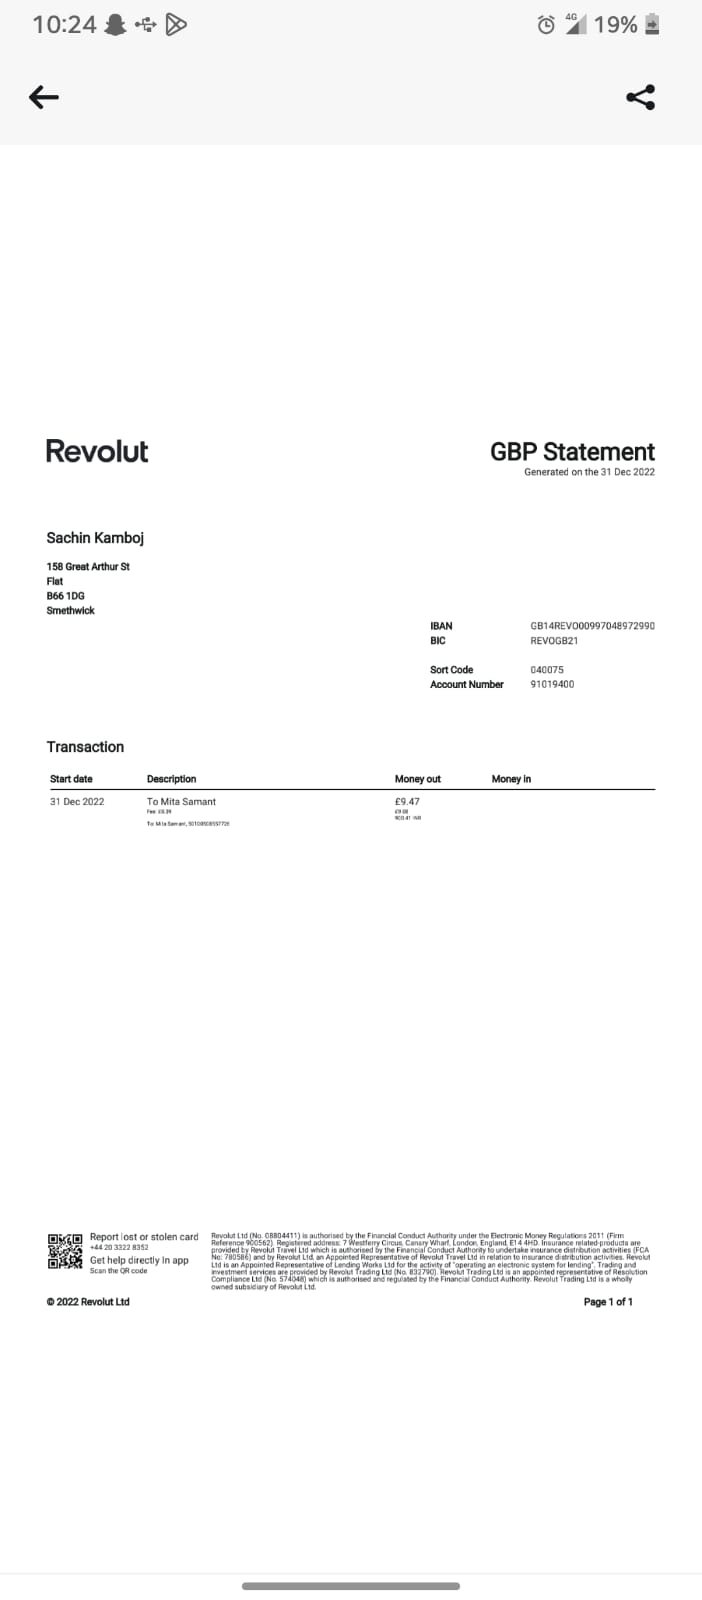 10:24
4G 19%
Revolut
GBP Statement
Generated on the 31 Dec 2022
Sachin Kamboj
158 Great Arthur St
Flat
B66 1DG
Smethwick
IBAN GB14REVO00997048972990
BIC REVOGB21
Sort Code 040075
Account Number 91019400
Transaction
Start date Description Money out Money in
31 Dec 2022 To Mita Samant £9.47
Fee: £0.39 £9.08
To: Mita Samant, 900.41 INR
Report lost or stolen card
+44 20 3322 8352
Get help directly In app
Scan the QR code
Revolut Ltd (No. 08804411) is authorised by the Financial Conduct Authority under the Electronic Money Regulations 2011 (Firm
Reference 900562). Registered address: 7 Westferry Circus, Canary Wharf, London, England, E14 4HD. Insurance related-products are
provided by Revolut Travel Ltd which is authorised by the Financial Conduct Authority to undertake insurance distribution activities (FCA
No: 780586) and by Revolut Ltd, an Appointed Representative of Revolut Travel Ltd in relation to insurance distribution activities. Revolut
Ltd is an Appointed Representative of Lending Works Ltd for the activity of "operating an electronic system for lending". Trading and
investment services are provided by Revolut Trading Ltd (No. 832790). Revolut Trading Ltd is an appointed representative of Resolution
Compliance Ltd (No. 574048) which is authorised and regulated by the Financial Conduct Authority. Revolut Trading Ltd is a wholly
owned subsidiary of Revolut Ltd.
© 2022 Revolut Ltd
Page 1 of 1